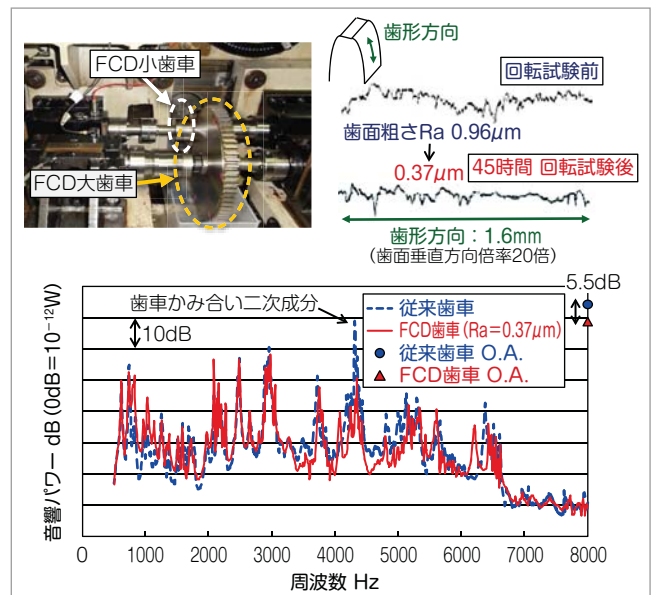 FCD小歯車
FCD大歯車
歯形方向
回転試験前
歯面粗さRa 0.96μm
0.37μm
45時間 回転試験後
歯形方向：1.6mm
(歯面垂直方向倍率20倍)
5.5dB
歯車かみ合い二次成分
10dB
従来歯車
FCD歯車(Ra＝0.37μm)
従来歯車 O.A.
FCD歯車 O.A.
音響パワー dB(0dB＝10⁻¹²W)
0 1000 2000 3000 4000 5000 6000 7000 8000
周波数 Hz